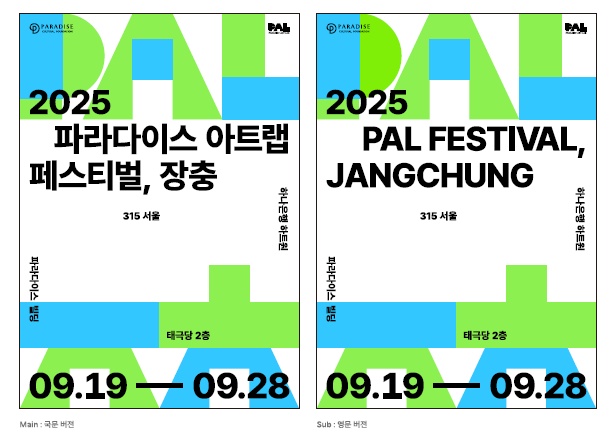 PARADISE
CULTURAL FOUNDATION
PAL
2025
파라다이스 아트랩
페스티벌, 장충
315 서울
하나은행 하트원
파라다이스 빌딩
태극당 2층
09.19 — 09.28
Main : 국문 버전
PARADISE
CULTURAL FOUNDATION
PAL
2025
PAL FESTIVAL,
JANGCHUNG
315 서울
하나은행 하트원
파라다이스 빌딩
태극당 2층
09.19 — 09.28
Sub : 영문 버전